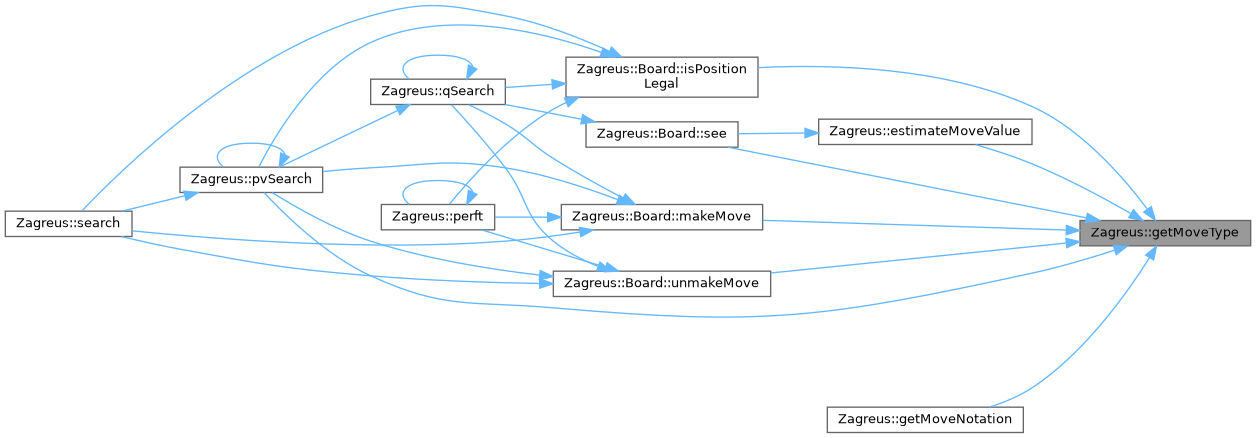 Zagreus::Board::isPosition
Legal
Zagreus::qSearch
Zagreus::Board::see
Zagreus::estimateMoveValue
Zagreus::pvSearch
Zagreus::perft
Zagreus::Board::makeMove
Zagreus::search
Zagreus::getMoveType
Zagreus::Board::unmakeMove
Zagreus::getMoveNotation